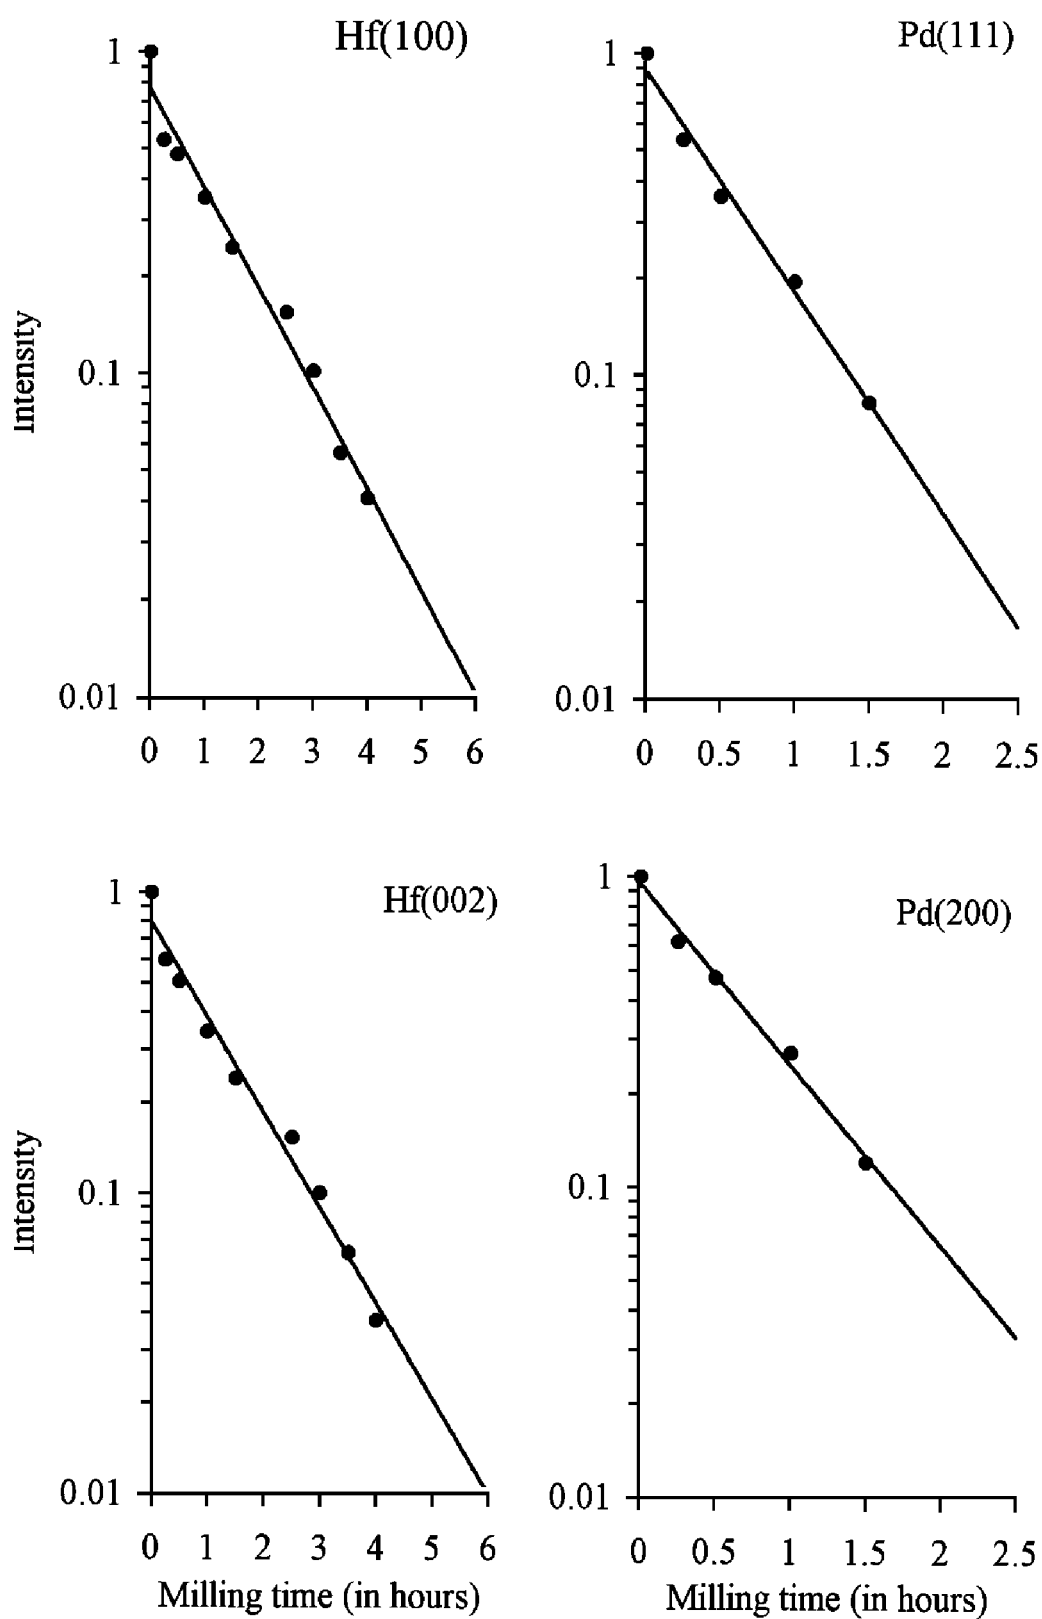 Hf(100)
1
0.1
0.01
Intensity
0 1 2 3 4 5 6
Pd(111)
1
0.1
0.01
0 0.5 1 1.5 2 2.5
Hf(002)
1
0.1
0.01
Intensity
0 1 2 3 4 5 6
Milling time (in hours)
Pd(200)
1
0.1
0.01
0 0.5 1 1.5 2 2.5
Milling time (in hours)